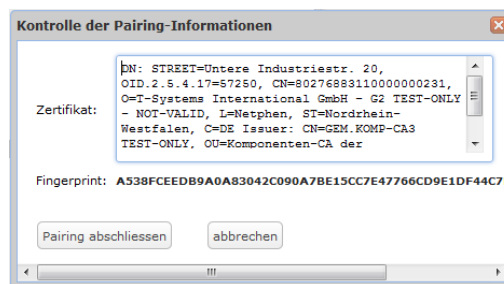 Kontrolle der Pairing-Informationen
Zertifikat:
DN: STREET=Untere Industriestr. 20,
OID.2.5.4.17=57250, CN=80276883110000000231,
O=T-Systems International GmbH - G2 TEST-ONLY
- NOT-VALID, L=Netphen, ST=Nordrhein-
Westfalen, C=DE Issuer: CN=GEM.KOMP-CA3
TEST-ONLY, OU=Komponenten-CA der
Fingerprint: A538FCEEDB9A0A83042C090A7BE15CC7E47766CD9E1DF44C7
Pairing abschliessen
abbrechen